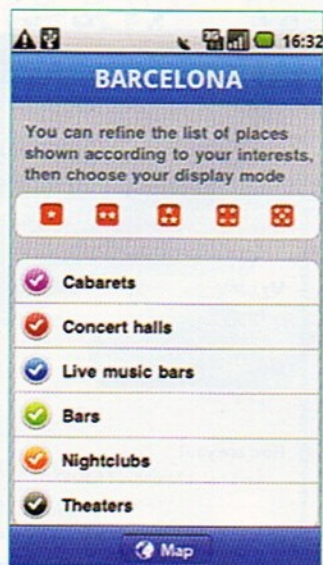 3G 16:32
BARCELONA
You can refine the list of places
shown according to your interests,
then choose your display mode
Cabarets
Concert halls
Live music bars
Bars
Nightclubs
Theaters
Map